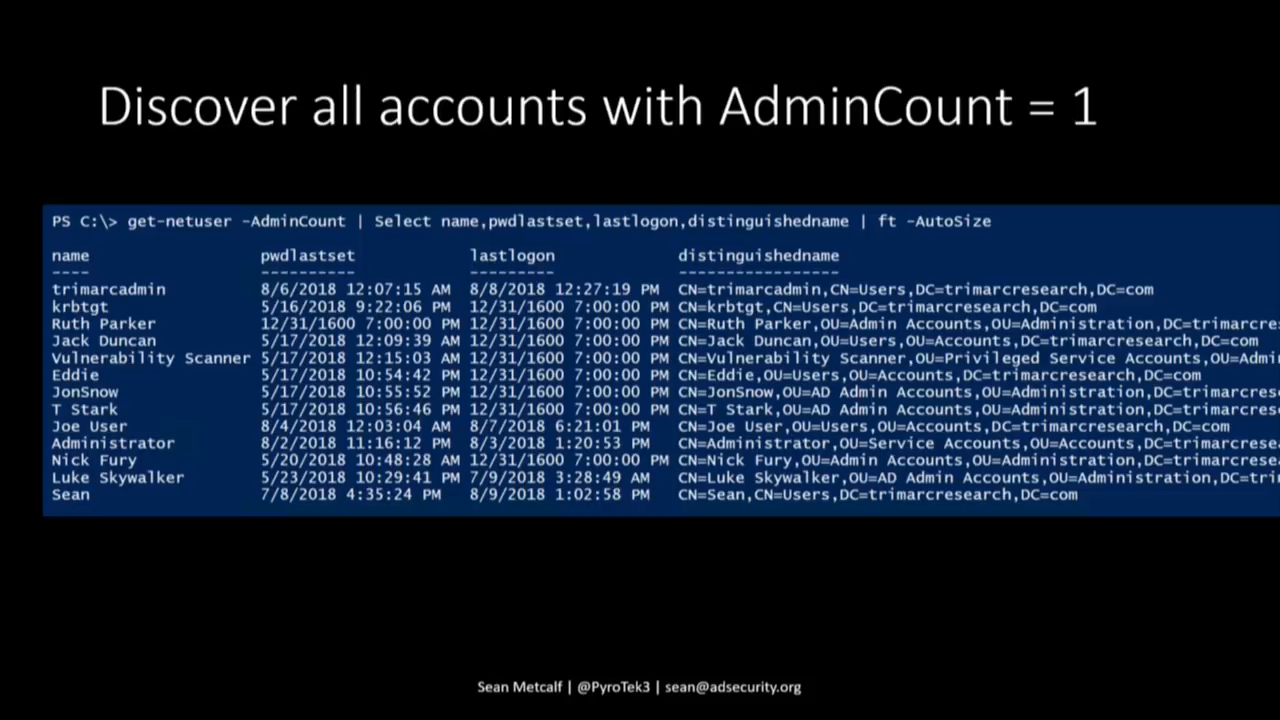 Discover all accounts with AdminCount = 1
PS C:\> get-netuser -AdminCount | Select name,pwdlastset,lastlogon,distinguishedname | ft -AutoSize
name pwdlastset lastlogon distinguishedname
---- ---------- --------- -----------------
trimarcadmin 8/6/2018 12:07:15 AM 8/8/2018 12:27:19 PM CN=trimarcadmin,CN=Users,DC=trimarcresearch,DC=com
krbtgt 5/16/2018 9:22:06 PM 12/31/1600 7:00:00 PM CN=krbtgt,CN=Users,DC=trimarcresearch,DC=com
Ruth Parker 12/31/1600 7:00:00 PM 12/31/1600 7:00:00 PM CN=Ruth Parker,OU=Admin Accounts,OU=Administration,DC=trimarcrese
Jack Duncan 5/17/2018 12:09:39 AM 12/31/1600 7:00:00 PM CN=Jack Duncan,OU=Users,OU=Accounts,DC=trimarcresearch,DC=com
Vulnerability Scanner 5/17/2018 12:15:03 AM 12/31/1600 7:00:00 PM CN=Vulnerability Scanner,OU=Privileged Service Accounts,OU=Admin
Eddie 5/17/2018 10:54:42 PM 12/31/1600 7:00:00 PM CN=Eddie,OU=Users,OU=Accounts,DC=trimarcresearch,DC=com
JonSnow 5/17/2018 10:55:52 PM 12/31/1600 7:00:00 PM CN=JonSnow,OU=AD Admin Accounts,OU=Administration,DC=trimarcres
T Stark 5/17/2018 10:56:46 PM 12/31/1600 7:00:00 PM CN=T Stark,OU=AD Admin Accounts,OU=Administration,DC=trimarcres
Joe User 8/4/2018 12:03:04 AM 8/7/2018 6:21:01 PM CN=Joe User,OU=Users,OU=Accounts,DC=trimarcresearch,DC=com
Administrator 8/2/2018 11:16:12 PM 8/3/2018 1:20:53 PM CN=Administrator,OU=Service Accounts,OU=Accounts,DC=trimarcrese
Nick Fury 5/20/2018 10:48:28 AM 12/31/1600 7:00:00 PM CN=Nick Fury,OU=Admin Accounts,OU=Administration,DC=trimarcrese
Luke Skywalker 5/23/2018 10:29:41 PM 7/9/2018 3:28:49 AM CN=Luke Skywalker,OU=AD Admin Accounts,OU=Administration,DC=tri
Sean 7/8/2018 4:35:24 PM 8/9/2018 1:02:58 PM CN=Sean,CN=Users,DC=trimarcresearch,DC=com
Sean Metcalf | @PyroTek3 | sean@adsecurity.org